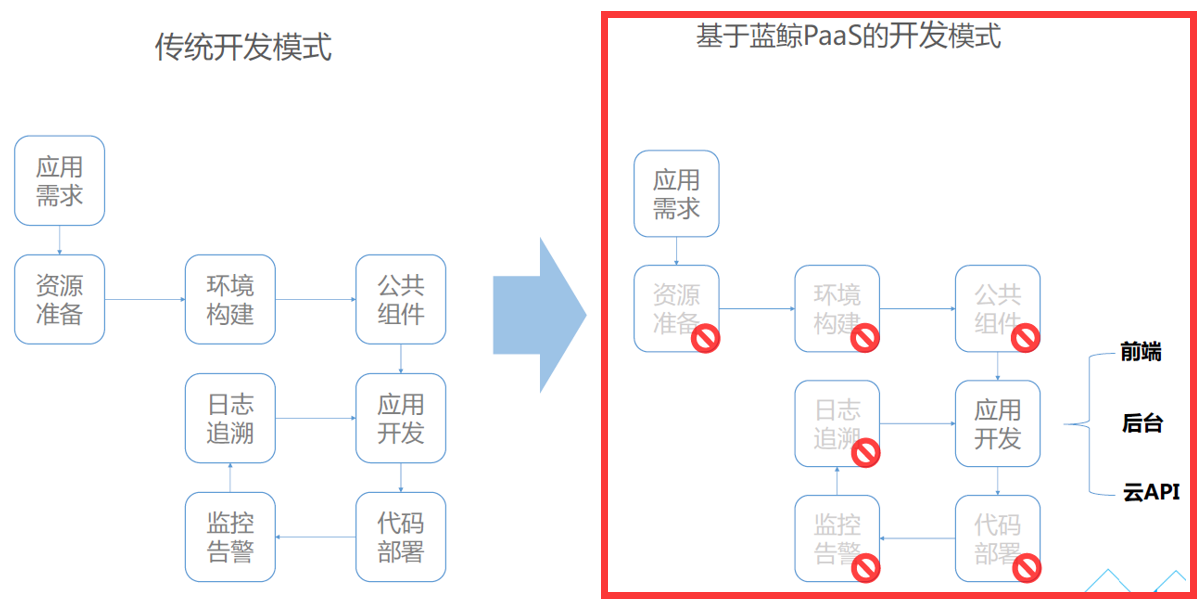 传统开发模式
应用
需求
资源
准备
环境
构建
公共
组件
日志
追溯
应用
开发
监控
告警
代码
部署
基于蓝鲸PaaS的开发模式
应用
需求
资源
准备
环境
构建
公共
组件
日志
追溯
应用
开发
监控
告警
代码
部署
前端
后台
云API